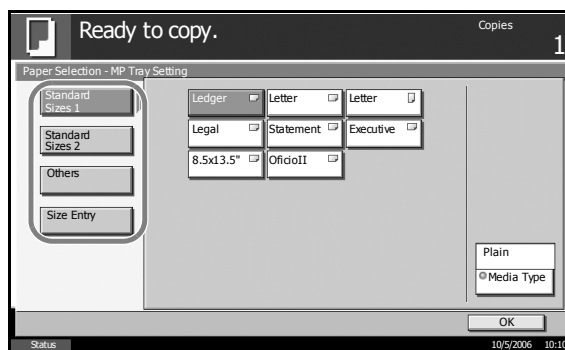 Ready to copy.
Copies
1
Paper Selection - MP Tray Setting
Standard
Sizes 1
Standard
Sizes 2
Others
Size Entry
Ledger
Letter
Letter
Legal
Statement
Executive
8.5x13.5"
OficioII
Plain
Media Type
OK
Status
10/5/2006 10:10